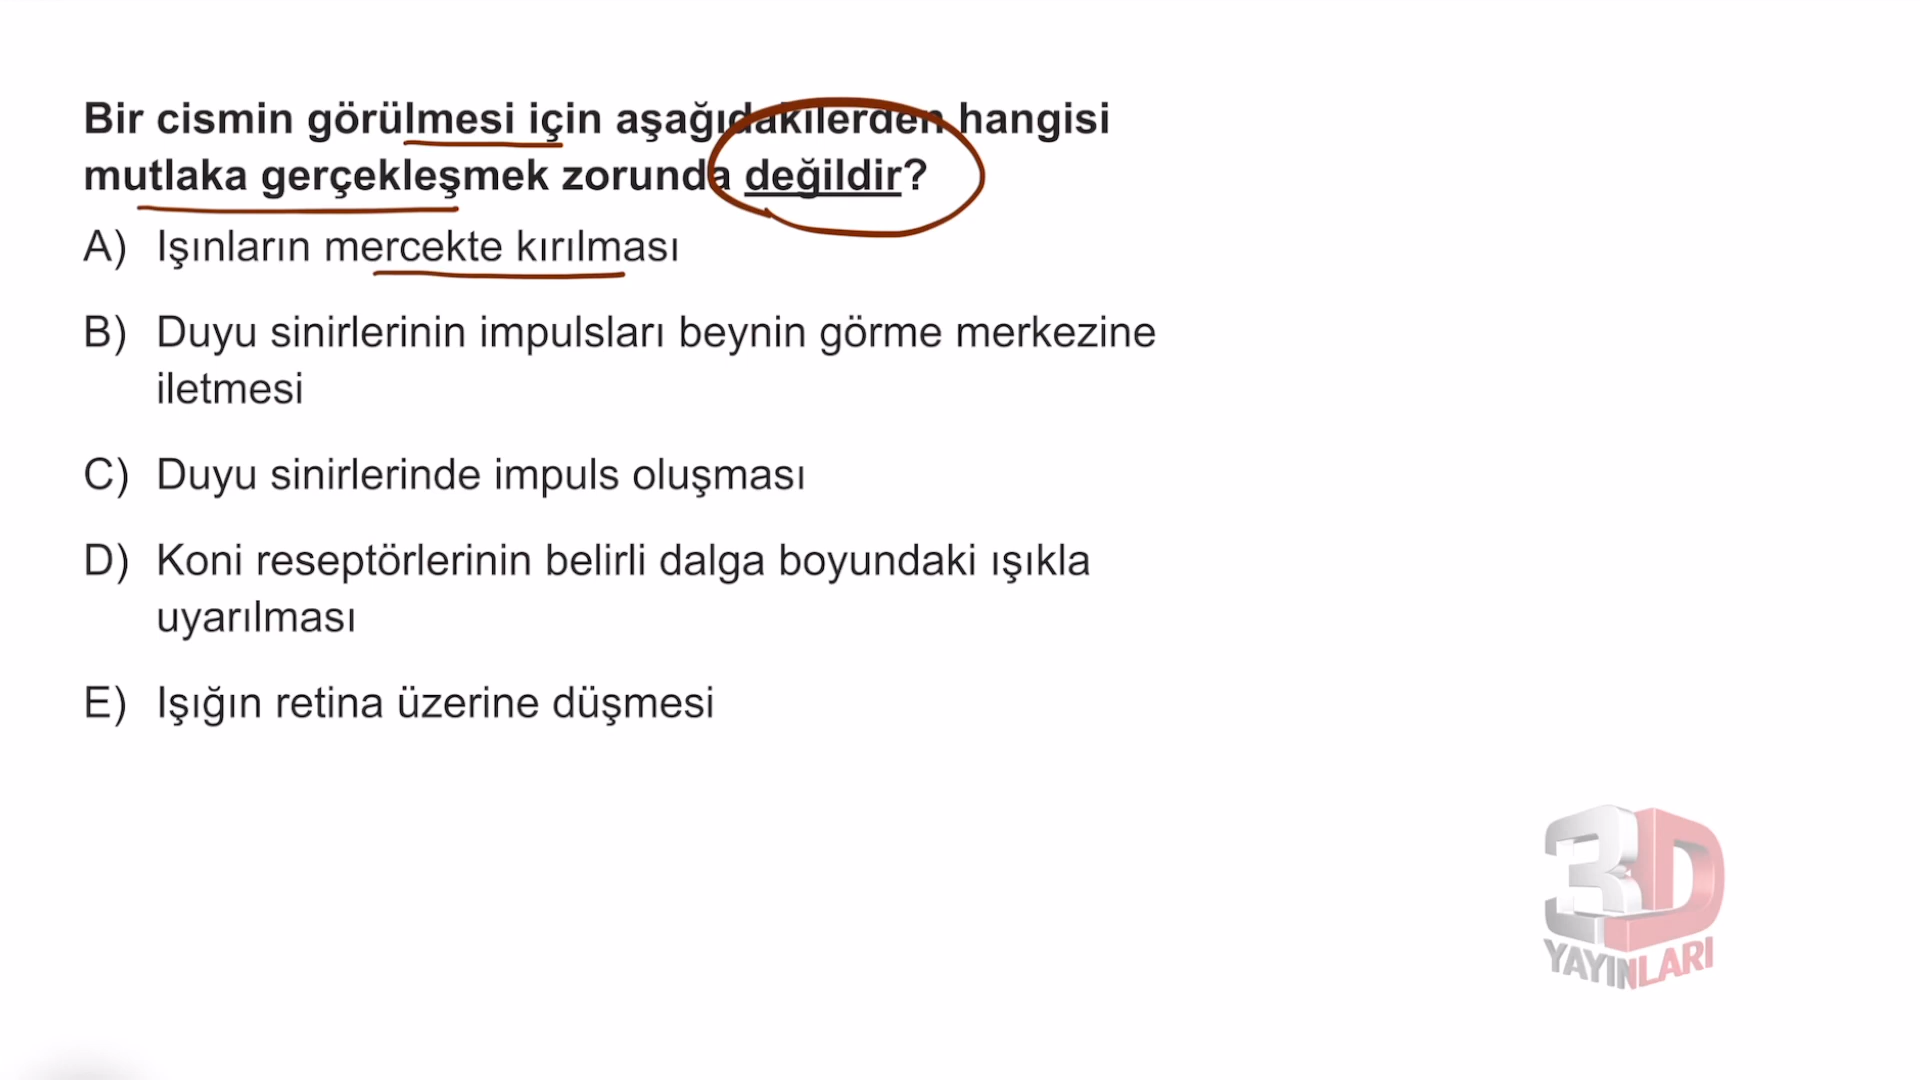 Bir cismin görülmesi için aşağıdakilerden hangisi
mutlaka gerçekleşmek zorunda değildir?
A) Işınların mercekte kırılması
B) Duyu sinirlerinin impulsları beynin görme merkezine
iletmesi
C) Duyu sinirlerinde impuls oluşması
D) Koni reseptörlerinin belirli dalga boyundaki ışıkla
uyarılması
E) Işığın retina üzerine düşmesi
3D
YAYINLARI